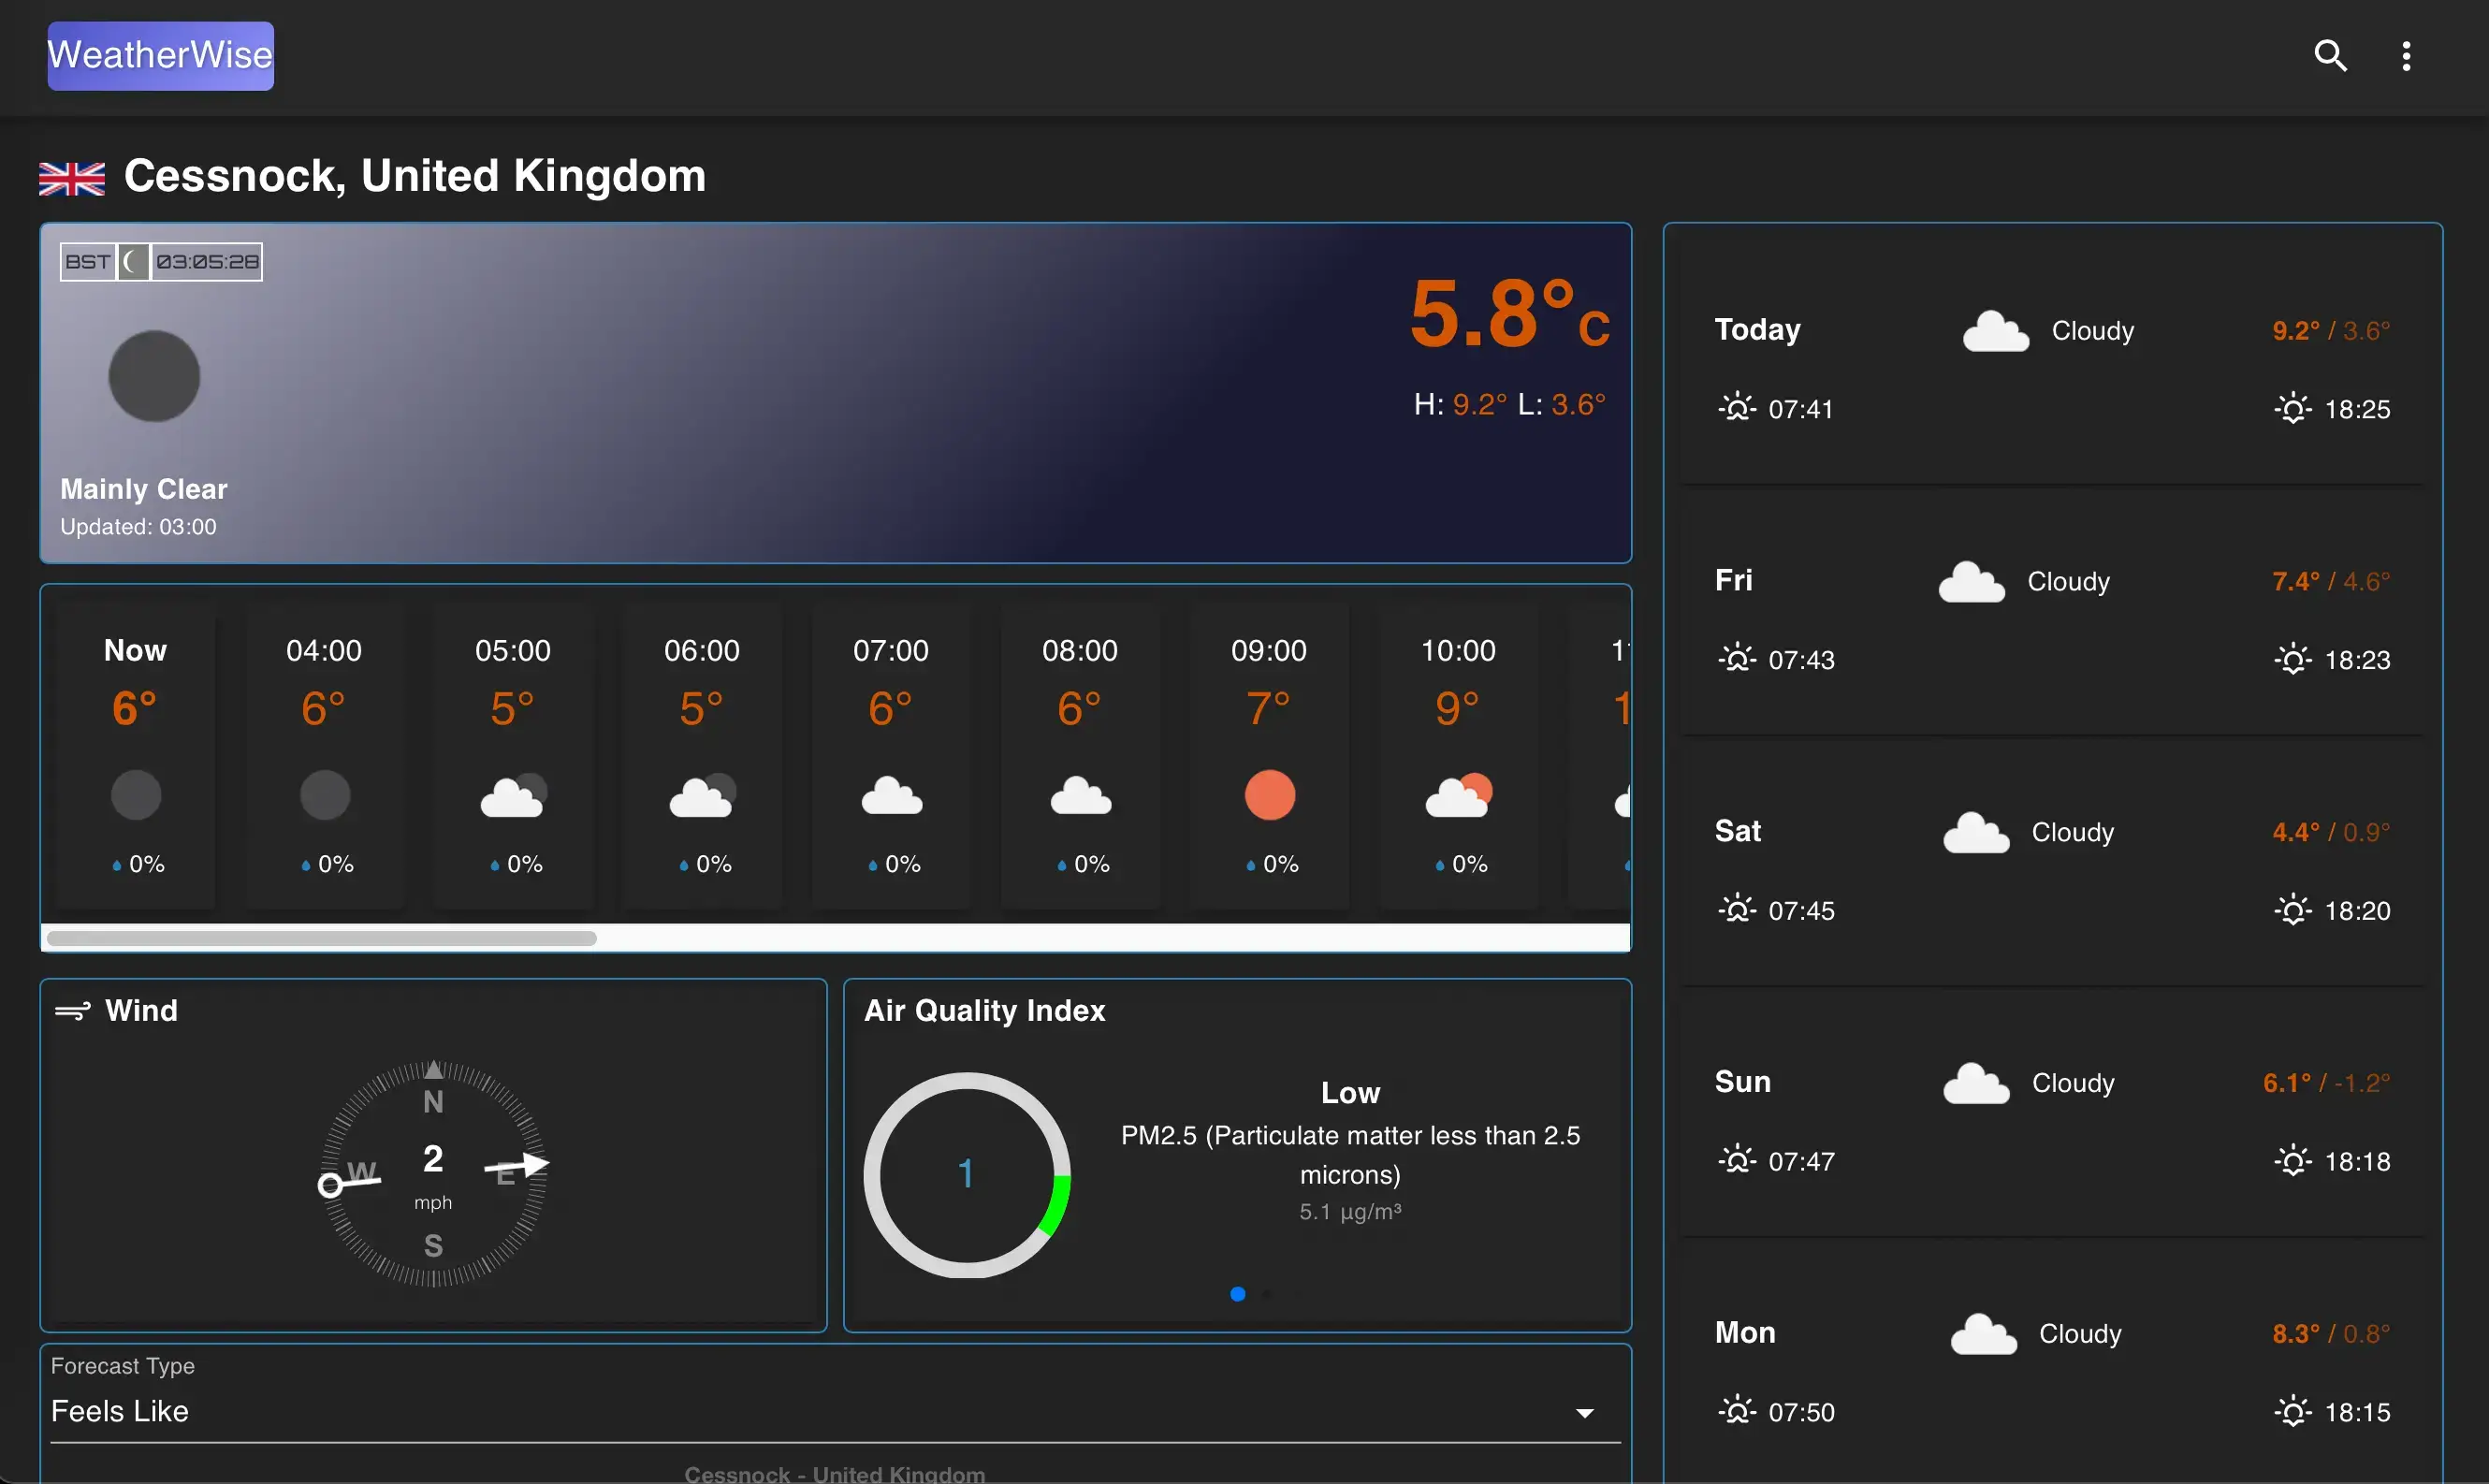 WeatherWise
Cessnock, United Kingdom
BST 03:05:28
5.8°C
H: 9.2° L: 3.6°
Mainly Clear
Updated: 03:00
Now 04:00 05:00 06:00 07:00 08:00 09:00 10:00
6° 6° 5° 5° 6° 6° 7° 9°
0% 0% 0% 0% 0% 0% 0% 0%
Wind
N
W 2 E
mph
S
Air Quality Index
1
Low
PM2.5 (Particulate matter less than 2.5
microns)
5.1 µg/m³
Forecast Type
Feels Like
Cessnock - United Kingdom
Today Cloudy 9.2° / 3.6°
07:41 18:25
Fri Cloudy 7.4° / 4.6°
07:43 18:23
Sat Cloudy 4.4° / 0.9°
07:45 18:20
Sun Cloudy 6.1° / -1.2°
07:47 18:18
Mon Cloudy 8.3° / 0.8°
07:50 18:15